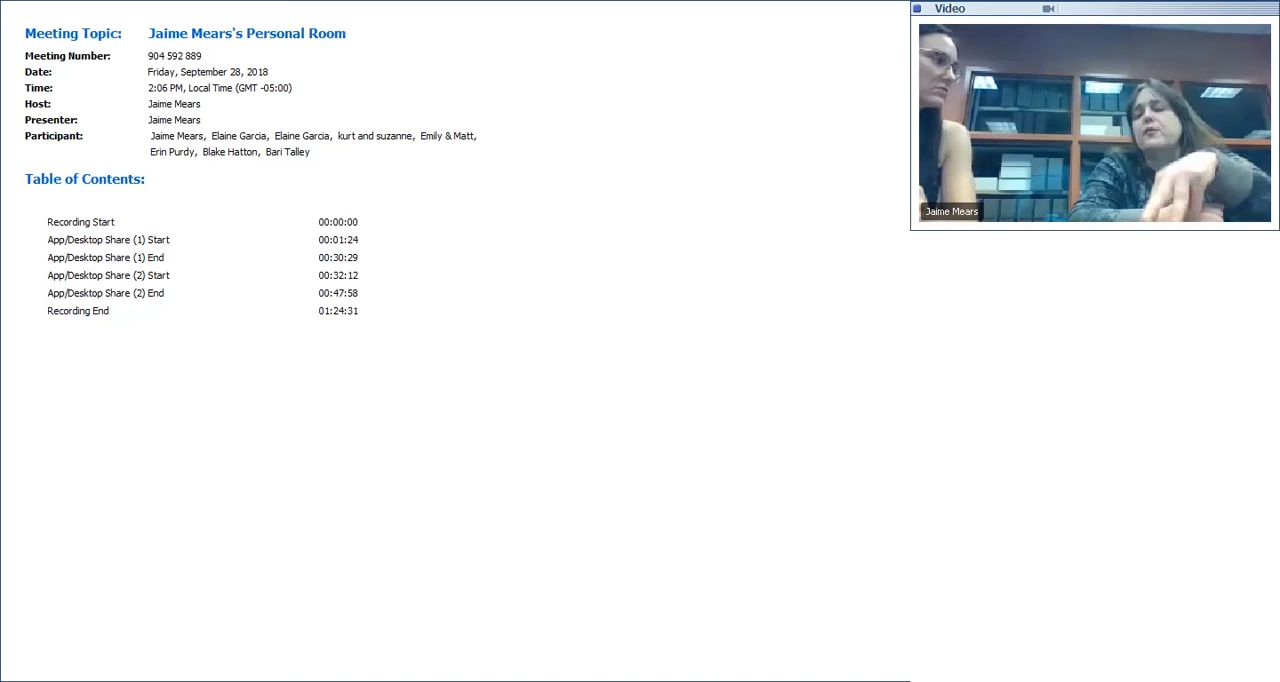 Meeting Topic: Jaime Mears's Personal Room
Meeting Number: 904 592 889
Date: Friday, September 28, 2018
Time: 2:06 PM, Local Time (GMT -05:00)
Host: Jaime Mears
Presenter: Jaime Mears
Participant: Jaime Mears, Elaine Garcia, Elaine Garcia, kurt and suzanne, Emily & Matt,
Erin Purdy, Blake Hatton, Bari Talley
Table of Contents:
Recording Start 00:00:00
App/Desktop Share (1) Start 00:01:24
App/Desktop Share (1) End 00:30:29
App/Desktop Share (2) Start 00:32:12
App/Desktop Share (2) End 00:47:58
Recording End 01:24:31
Video
Jaime Mears